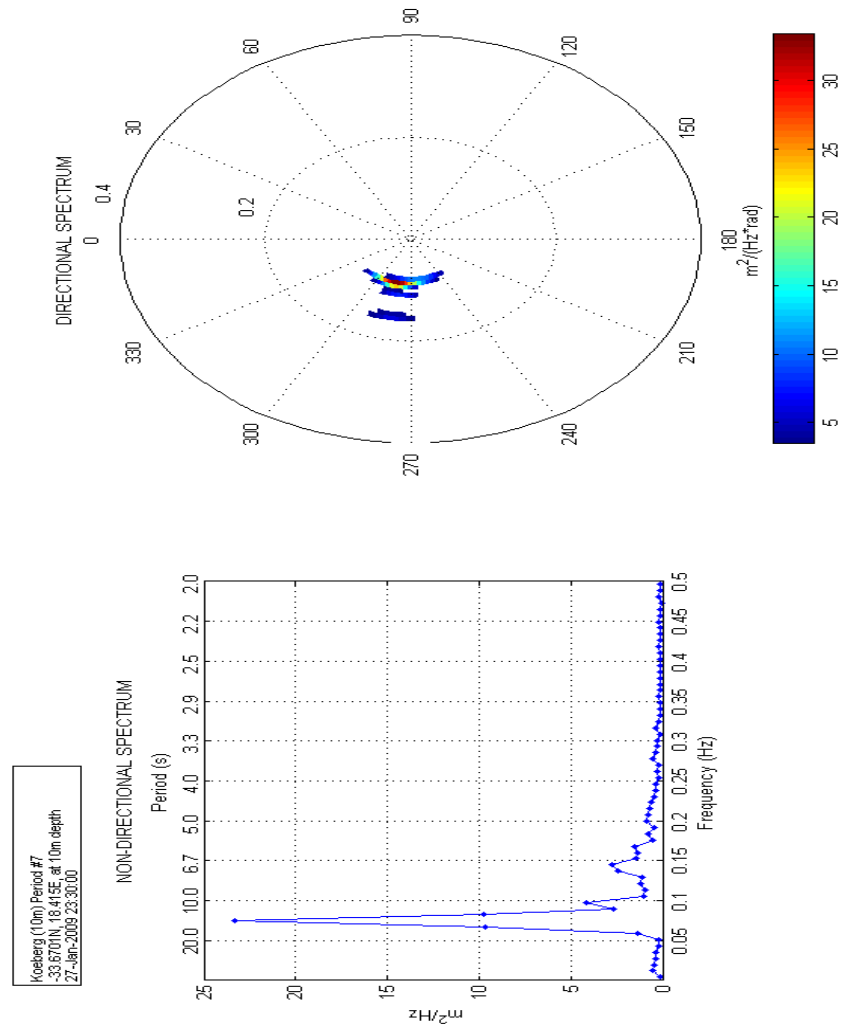 Koeberg (10m) Period #7
-33.6701N, 18.415E, at 10m depth
27-Jan-2009 23:30:00
NON-DIRECTIONAL SPECTRUM
Period (s)
20.0 10.0 6.7 5.0 4.0 3.3 2.9 2.5 2.2 2.0
25
20
15
10
5
0
m²/Hz
0.05 0.1 0.15 0.2 0.25 0.3 0.35 0.4 0.45 0.5
Frequency (Hz)
DIRECTIONAL SPECTRUM
0
0.4
0.2
30
60
90
120
150
180
210
240
270
300
330
m²/(Hz*rad)
5 10 15 20 25 30